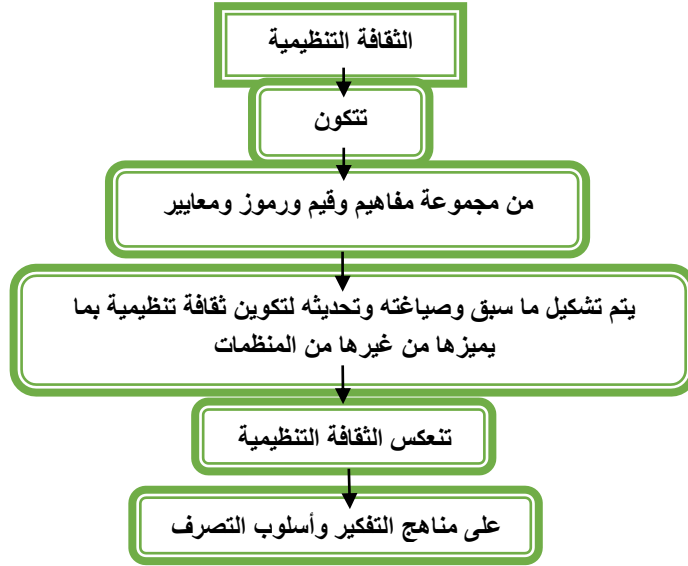 الثقافة التنظيمية
تتكون
من مجموعة مفاهيم وقيم ورموز ومعايير
يتم تشكيل ما سبق وصياغته وتحديثه لتكوين ثقافة تنظيمية بما
يميزها من غيرها من المنظمات
تنعكس الثقافة التنظيمية
على مناهج التفكير وأسلوب التصرف